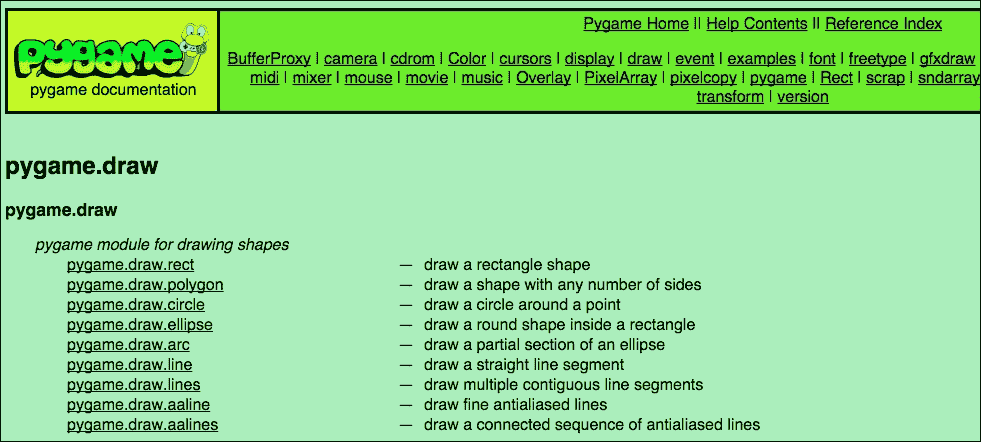 pygame
pygame documentation
Pygame Home || Help Contents || Reference Index
BufferProxy | camera | cdrom | Color | cursors | display | draw | event | examples | font | freetype | gfxdraw
midi | mixer | mouse | movie | music | Overlay | PixelArray | pixelcopy | pygame | Rect | scrap | sndarray
transform | version
pygame.draw
pygame.draw
pygame module for drawing shapes
pygame.draw.rect — draw a rectangle shape
pygame.draw.polygon — draw a shape with any number of sides
pygame.draw.circle — draw a circle around a point
pygame.draw.ellipse — draw a round shape inside a rectangle
pygame.draw.arc — draw a partial section of an ellipse
pygame.draw.line — draw a straight line segment
pygame.draw.lines — draw multiple contiguous line segments
pygame.draw.aaline — draw fine antialiased lines
pygame.draw.aalines — draw a connected sequence of antialiased lines